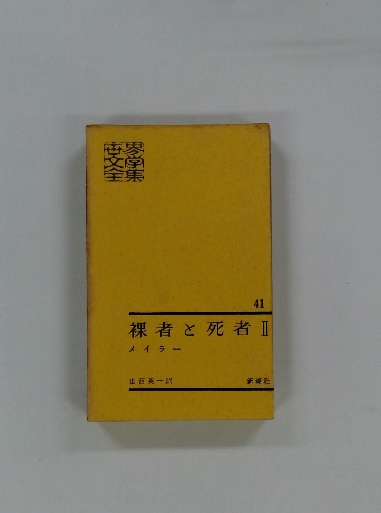 世界
文学
全集
41
裸者と死者 II
メイラー
山西英一訳 新潮社